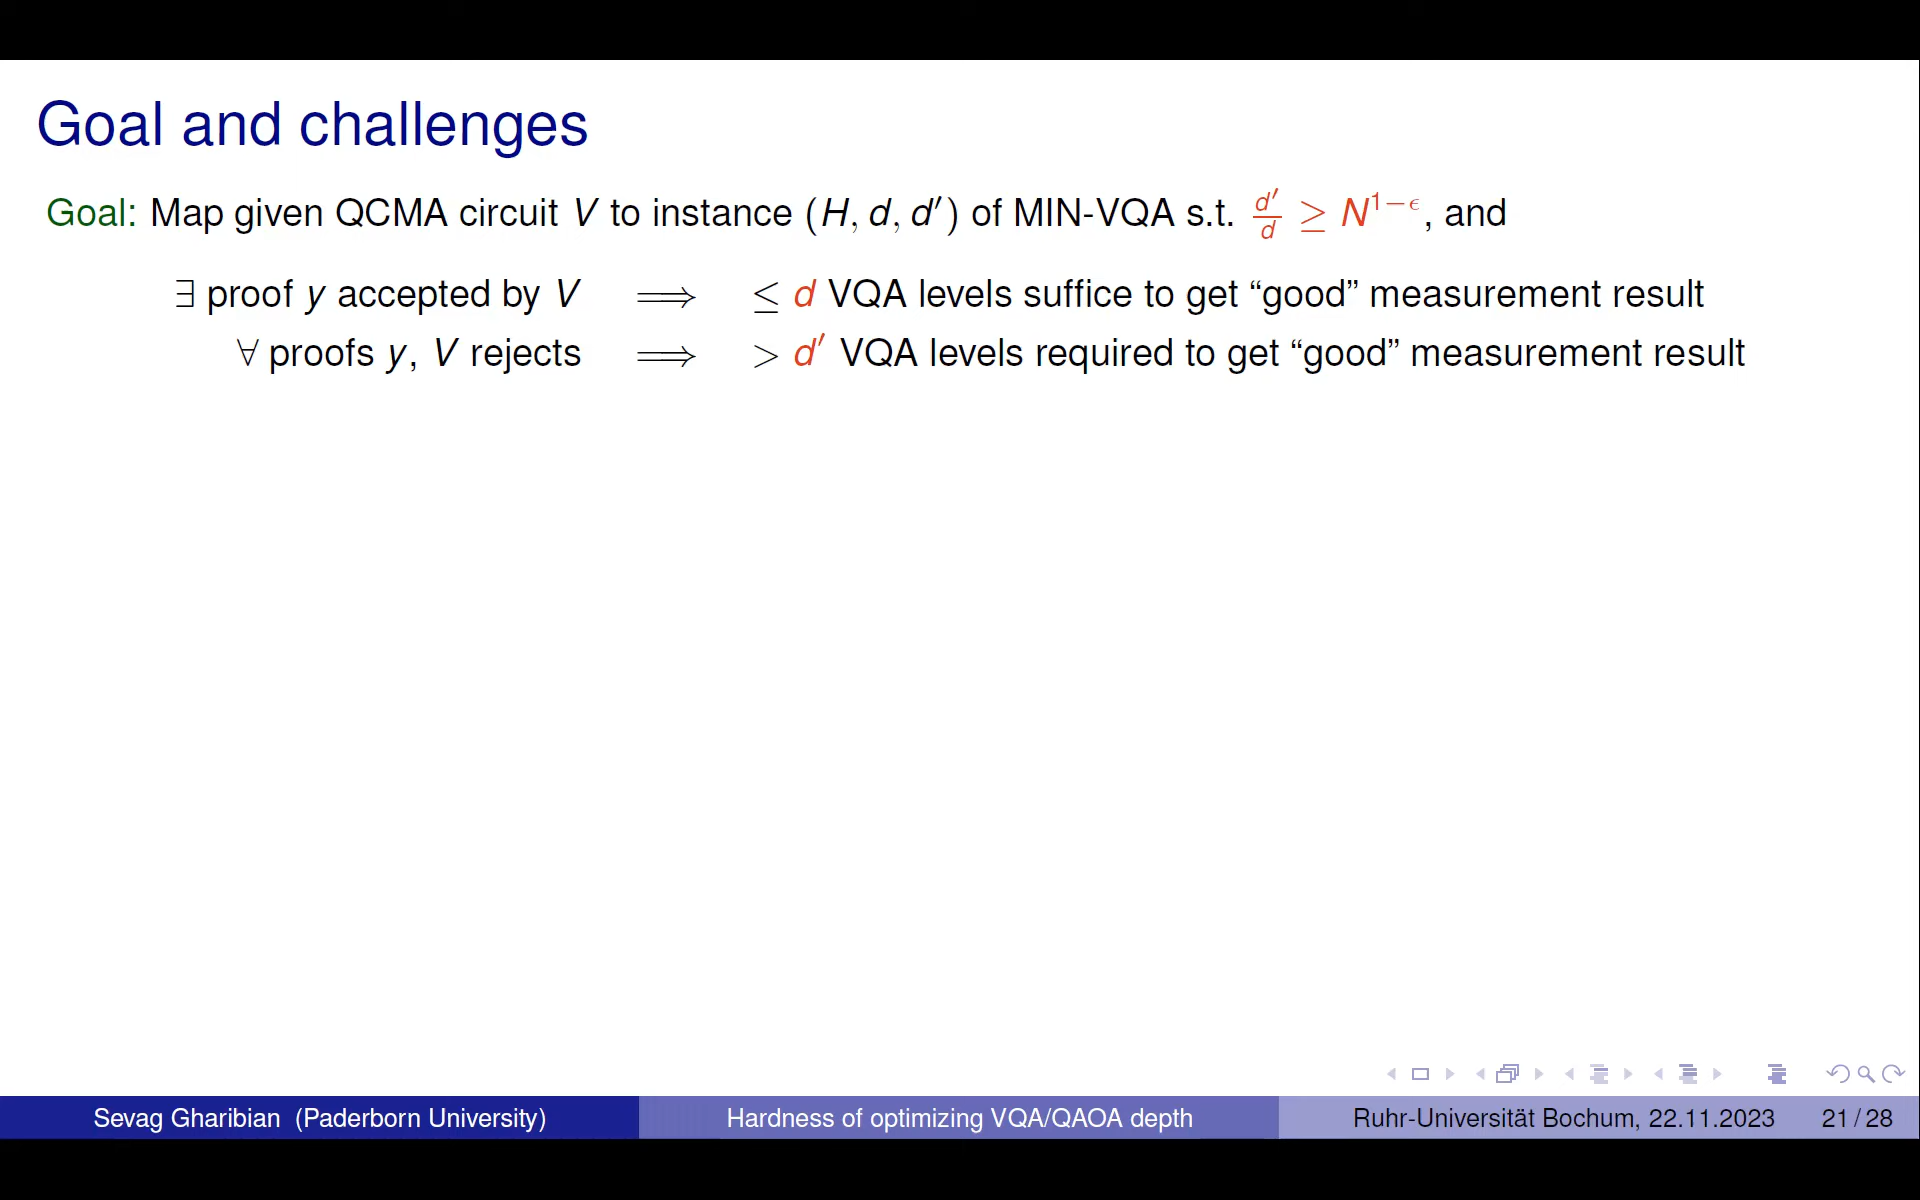 Goal and challenges
Goal: Map given QCMA circuit V to instance (H, d, d′) of MIN-VQA s.t. d′/d ≥ N^{1−ϵ}, and
∃ proof y accepted by V ⟹ ≤ d VQA levels suffice to get “good” measurement result
∀ proofs y, V rejects ⟹ > d′ VQA levels required to get “good” measurement result
Sevag Gharibian (Paderborn University) Hardness of optimizing VQA/QAOA depth Ruhr-Universität Bochum, 22.11.2023 21 / 28